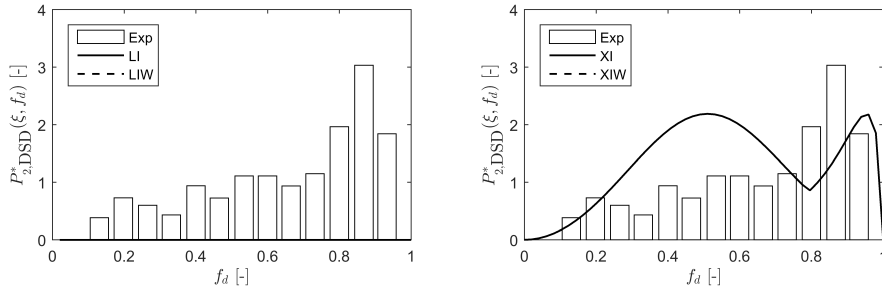 4
3
2
1
0
P*2,DSD(ξ, fd) [-]
Exp
LI
LIW
0 0.2 0.4 0.6 0.8 1
fd [-]
4
3
2
1
0
P*2,DSD(ξ, fd) [-]
Exp
XI
XIW
0 0.2 0.4 0.6 0.8 1
fd [-]